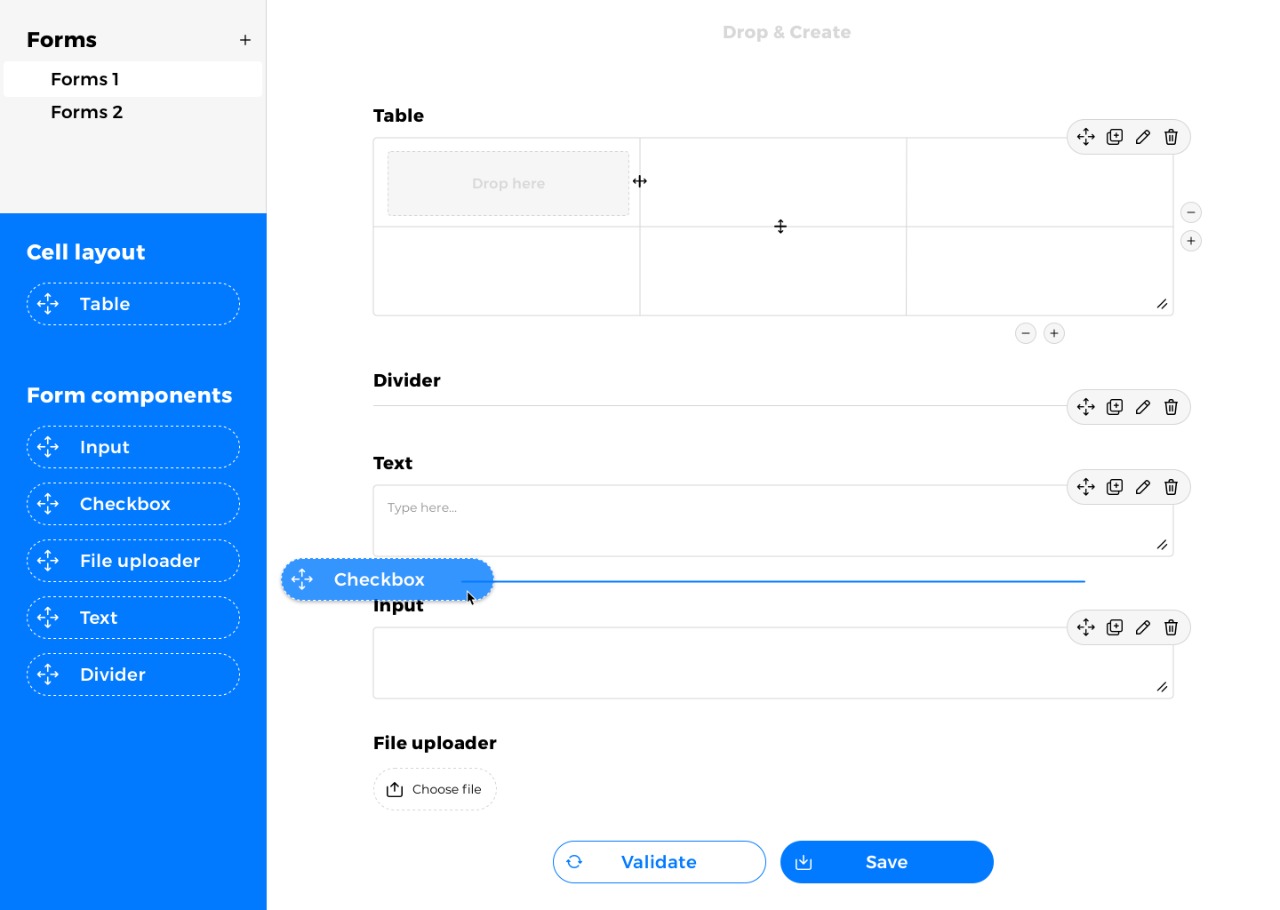 Forms
Forms 1
Forms 2
Cell layout
Table
Form components
Input
Checkbox
File uploader
Text
Divider
Drop & Create
Table
Drop here
Divider
Text
Type here...
Checkbox
Input
File uploader
Choose file
Validate
Save